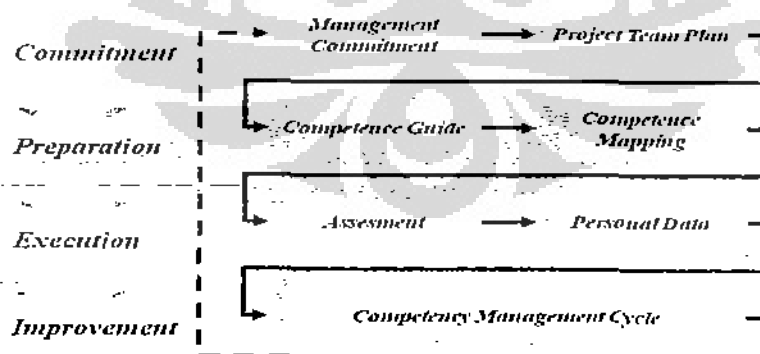 Commitment
Management
Commitment
Project Team Plan
Preparation
Competence Guide
Competence
Mapping
Execution
Assesment
Personal Data
Improvement
Competency Management Cycle